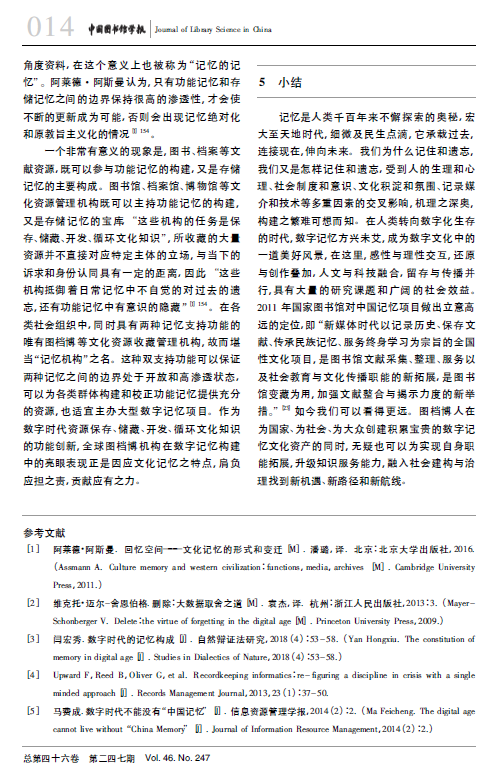 014 中国图书馆学报 Journal of Library Science in China
角度资料，在这个意义上也被称为“记忆的记
忆”。阿莱德·阿斯曼认为，只有功能记忆和存
储记忆之间的边界保持很高的渗透性，才会使
不断的更新成为可能，否则会出现记忆绝对化
和原教旨主义化的情况[1] 154。
一个非常有意义的现象是，图书、档案等文
献资源，既可以参与功能记忆的构建，又是存储
记忆的主要构成。图书馆、档案馆、博物馆等文
化资源管理机构既可以主持功能记忆的构建，
又是存储记忆的宝库 “这些机构的任务是保
存、储藏、开发、循环文化知识”，所收藏的大量
资源并不直接对应特定主体的立场，与当下的
诉求和身份认同具有一定的距离，因此 “这些
机构抵御着日常记忆中不自觉的对过去的遗
忘，还有功能记忆中有意识的隐藏”[1] 154。在各
类社会组织中，同时具有两种记忆支持功能的
唯有图档博等文化资源收藏管理机构，故而堪
当“记忆机构”之名。这种双支持功能可以保证
两种记忆之间的边界处于开放和高渗透状态，
可以为各类群体构建和校正功能记忆提供充分
的资源，也适宜主办大型数字记忆项目。作为
数字时代资源保存、储藏、开发、循环文化知识
的功能创新，全球图档博机构在数字记忆构建
中的亮眼表现正是因应文化记忆之特点，肩负
应担之责，贡献应有之力。
5 小结
记忆是人类千百年来不懈探索的奥秘，宏
大至天地时代，细微及民生点滴，它承载过去，
连接现在，伸向未来。我们为什么记住和遗忘，
我们又是怎样记住和遗忘，受到人的生理和心
理、社会制度和意识、文化积淀和氛围、记录媒
介和技术等多重因素的交叉影响，机理之深奥，
构建之繁难可想而知。在人类转向数字化生存
的时代，数字记忆方兴未艾，成为数字文化中的
一道美好风景，在这里，感性与理性交互，还原
与创作叠加，人文与科技融合，留存与传播并
行，具有大量的研究课题和广阔的社会效益。
2011 年国家图书馆对中国记忆项目做出立意高
远的定位，即“新媒体时代以记录历史、保存文
献、传承民族记忆、服务终身学习为宗旨的全国
性文化项目，是图书馆文献采集、整理、服务以
及社会教育与文化传播职能的新拓展，是图书
馆变藏为用，加强文献整合与揭示力度的新举
措。”[23] 如今我们可以看得更远。图档博人在
为国家、为社会、为大众创建积累宝贵的数字记
忆文化资产的同时，无疑也可以为实现自身职
能拓展，升级知识服务能力，融入社会建构与治
理找到新机遇、新路径和新航线。
参考文献
[1] 阿莱德·阿斯曼. 回忆空间——文化记忆的形式和变迁 [M]. 潘璐，译. 北京：北京大学出版社，2016.
(Assmann A. Culture memory and western civilization：functions, media, archives [M]. Cambridge University
Press, 2011.)
[2] 维克托·迈尔-舍恩伯格. 删除：大数据取舍之道 [M]. 袁杰，译. 杭州：浙江人民出版社，2013：3. (Mayer-
Schonberger V. Delete：the virtue of forgetting in the digital age [M]. Princeton University Press, 2009.)
[3] 闫宏秀. 数字时代的记忆构成 [J]. 自然辩证法研究，2018(4)：53-58. (Yan Hongxiu. The constitution of
memory in digital age [J]. Studies in Dialectics of Nature, 2018(4)：53-58.)
[4] Upward F, Reed B, Oliver G, et al. Recordkeeping informatics：re-figuring a discipline in crisis with a single
minded approach [J]. Records Management Journal, 2013, 23(1)：37-50.
[5] 马费成. 数字时代不能没有“中国记忆” [J]. 信息资源管理学报，2014(2)：2. (Ma Feicheng. The digital age
cannot live without “China Memory” [J]. Journal of Information Resource Management, 2014(2)：2.)
总第四十六卷 第二四七期 Vol. 46. No. 247